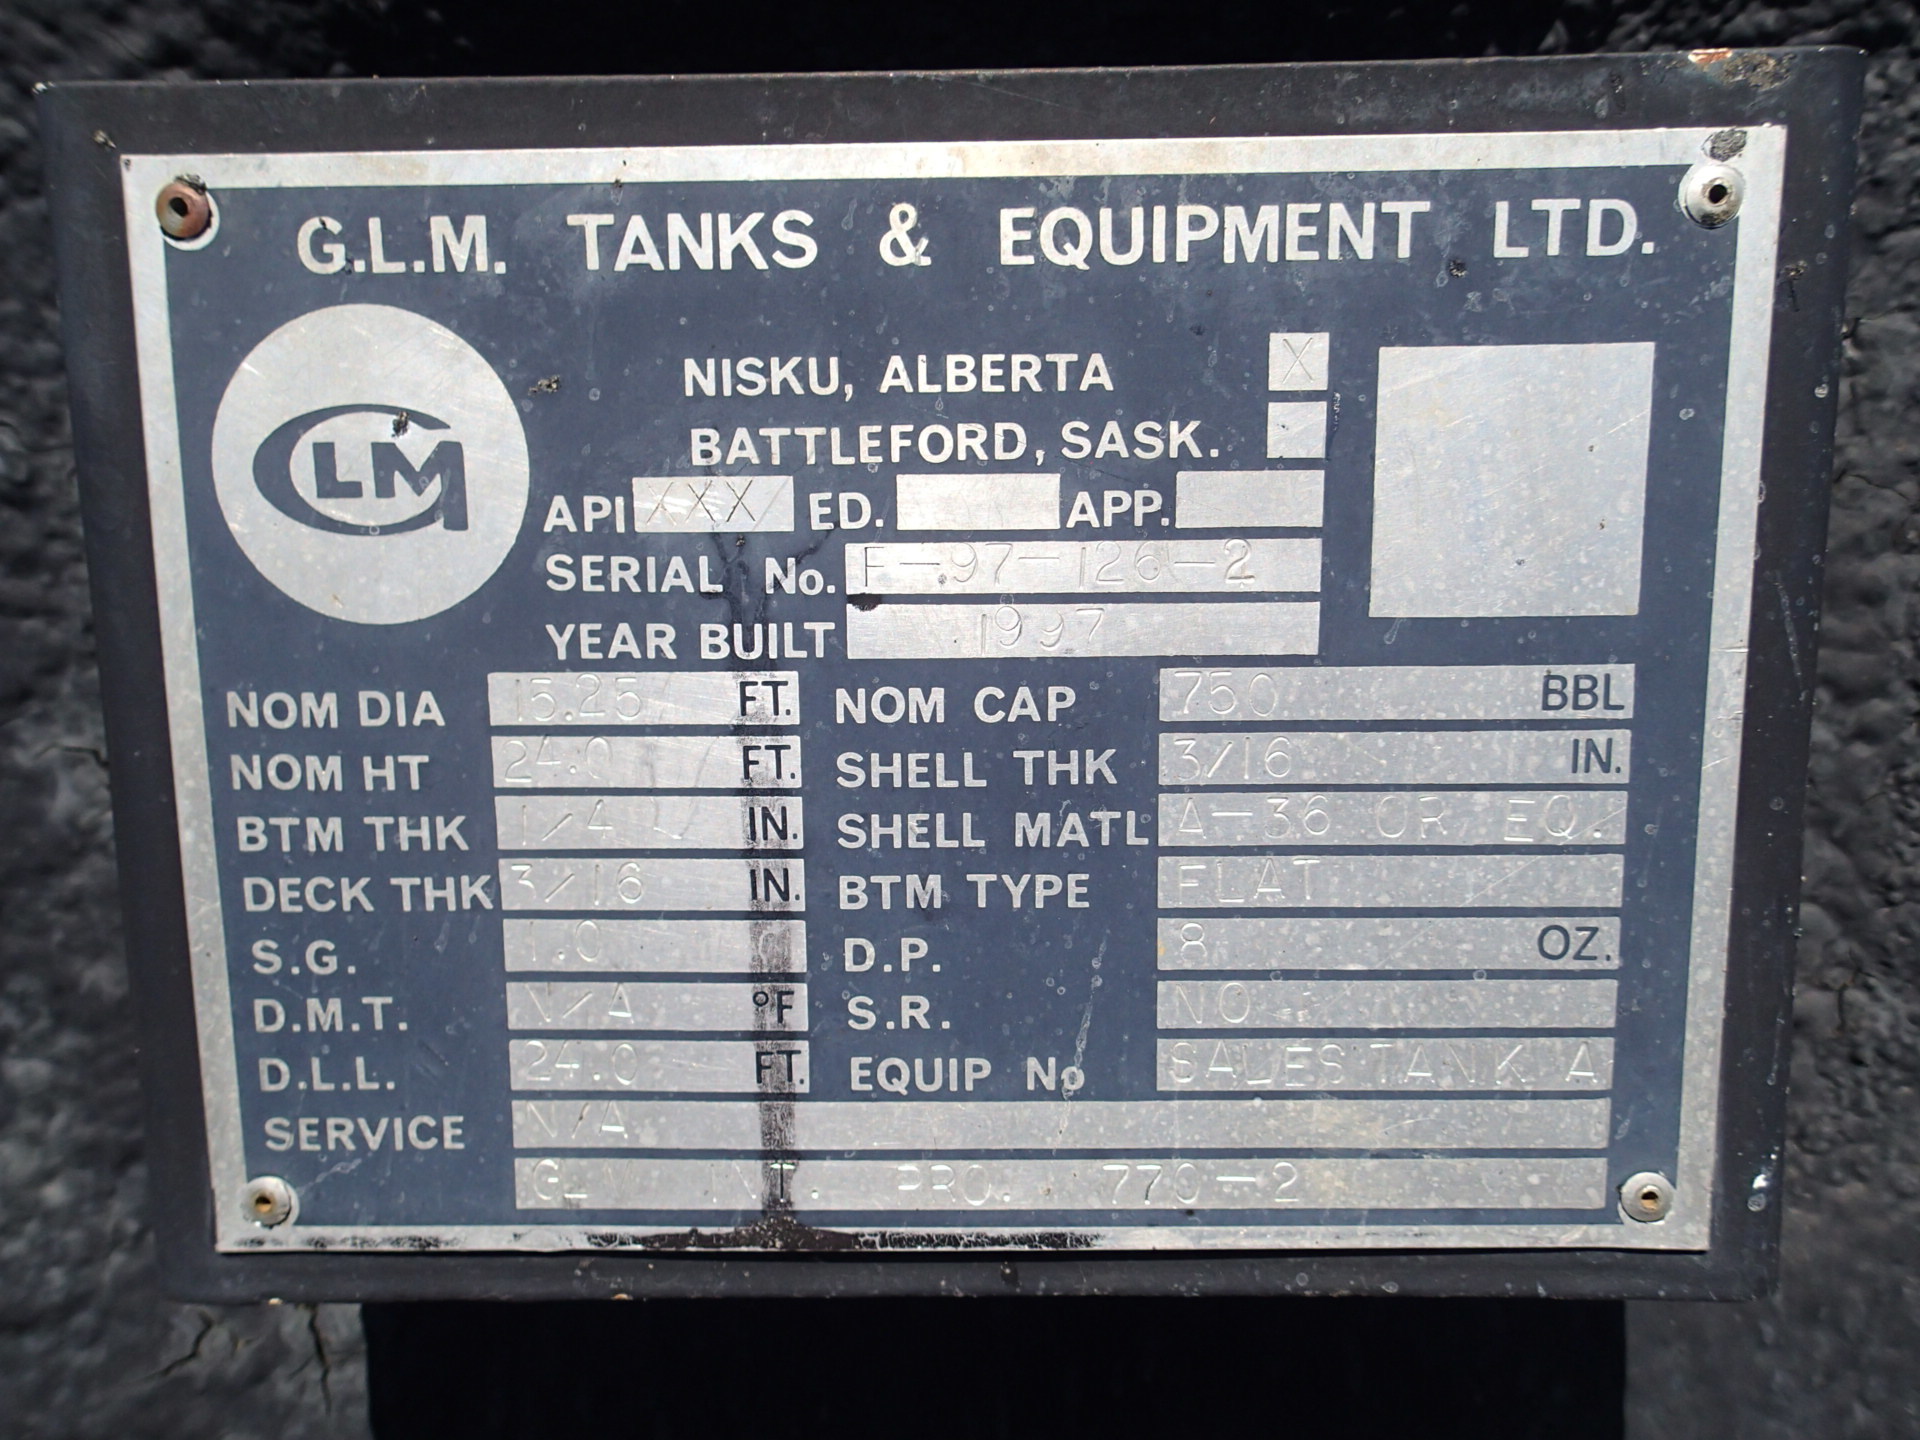 G.L.M. TANKS & EQUIPMENT LTD.
GLM
NISKU, ALBERTA X
BATTLEFORD, SASK.
API XXX ED. APP.
SERIAL No. F-97-126-2
YEAR BUILT 1997
NOM DIA 15.25 FT. NOM CAP 750 BBL
NOM HT 24.0 FT. SHELL THK 3/16 IN.
BTM THK 1/4 IN. SHELL MATL A-36 OR EQ.
DECK THK 3/16 IN. BTM TYPE FLAT
S.G. 1.0 D.P. 8 OZ.
D.M.T. N/A °F S.R. NO
D.L.L. 24.0 FT. EQUIP No SALES TANK A
SERVICE N/A
GLM INT. PRO. 770-2